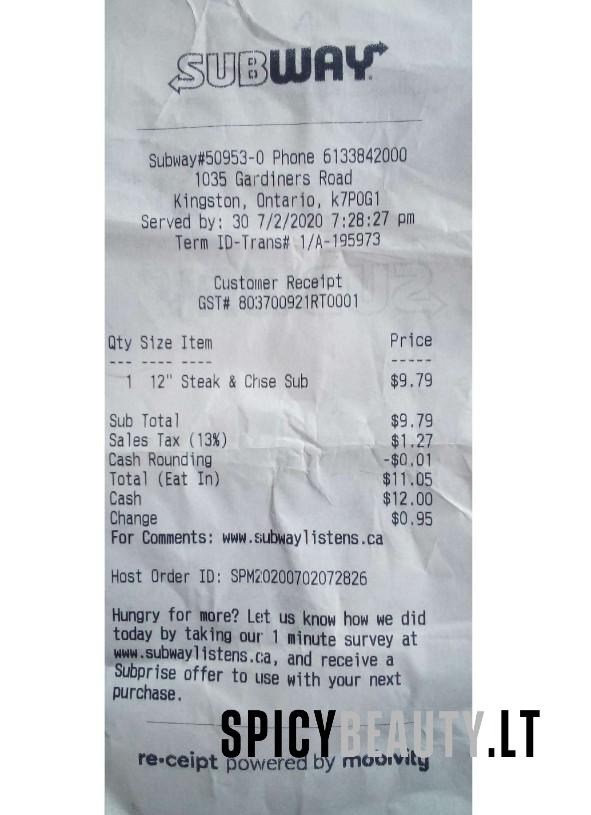 SUBWAY
Subway#50953-0 Phone 6133842000
1035 Gardiners Road
Kingston, Ontario, k7P0G1
Served by: 30 7/2/2020 7:28:27 pm
Term ID-Trans# 1/A-195973
Customer Receipt
GST# 803700921RT0001
Qty Size Item Price
--- ---- ---- -----
1 12" Steak & Chse Sub $9.79
Sub Total $9.79
Sales Tax (13%) $1.27
Cash Rounding -$0.01
Total (Eat In) $11.05
Cash $12.00
Change $0.95
For Comments: www.subwaylistens.ca
Host Order ID: SPM20200702072826
Hungry for more? Let us know how we did
today by taking our 1 minute survey at
www.subwaylistens.ca, and receive a
Subprise offer to use with your next
purchase.
SPICYBEAUTY.LT
re•ceipt powered by mobivity